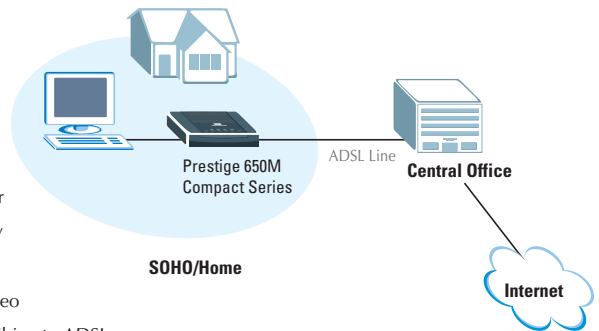 ADSL Line
Prestige 650M
Compact Series
Central Office
SOHO/Home
Internet